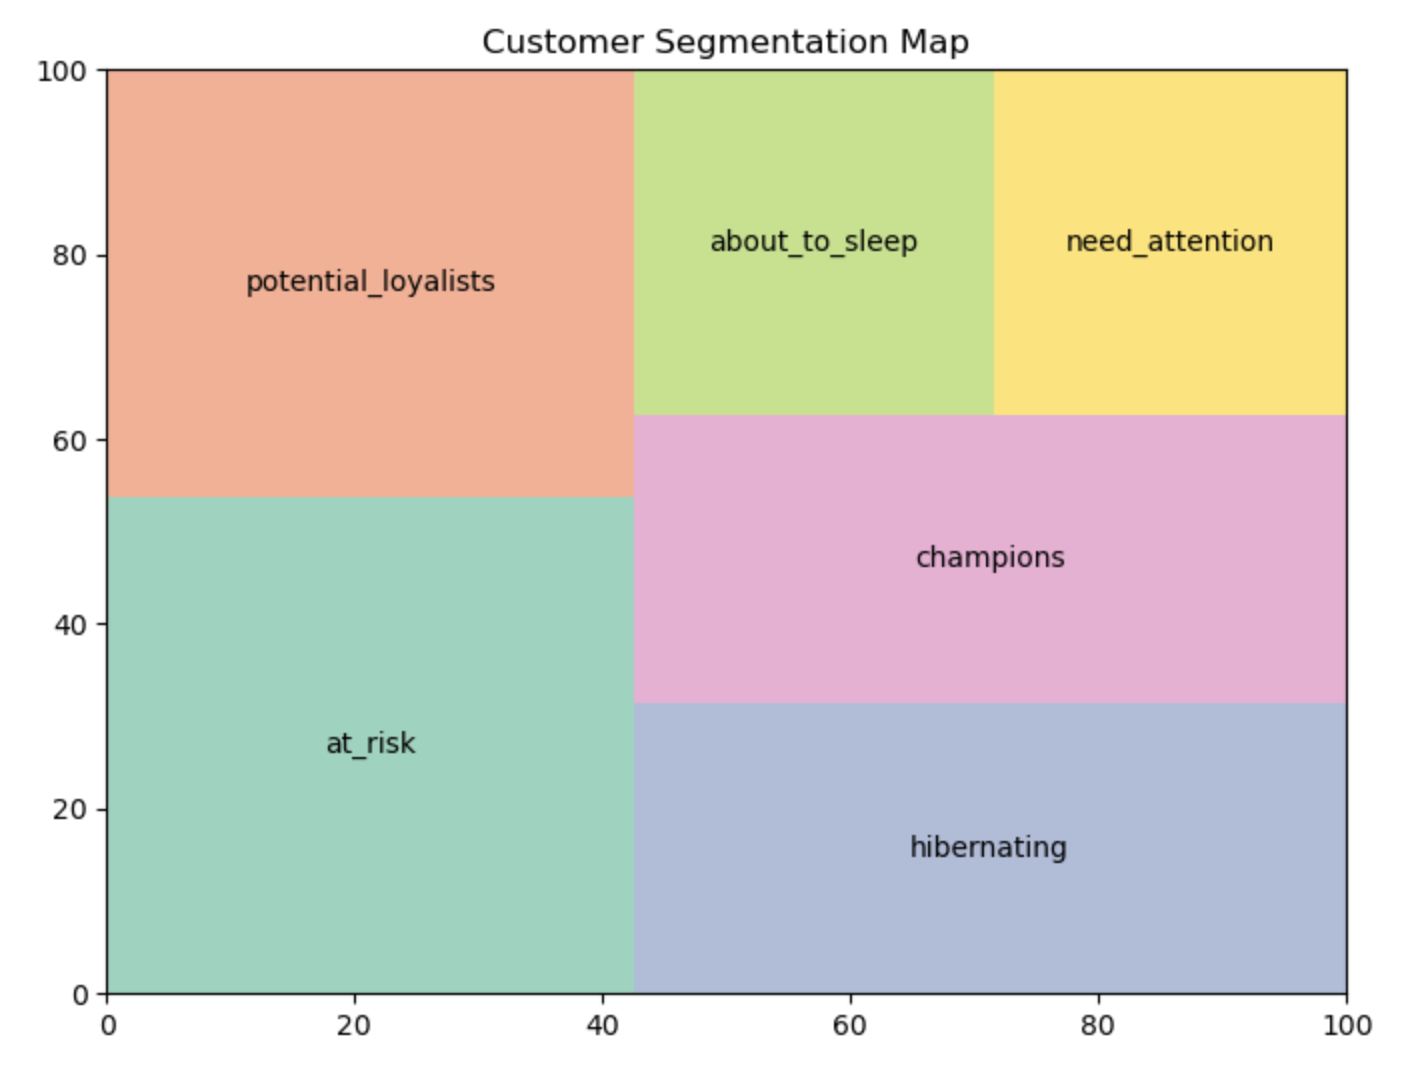 Customer Segmentation Map
100
80
60
40
20
0
potential_loyalists
about_to_sleep
need_attention
champions
at_risk
hibernating
0 20 40 60 80 100